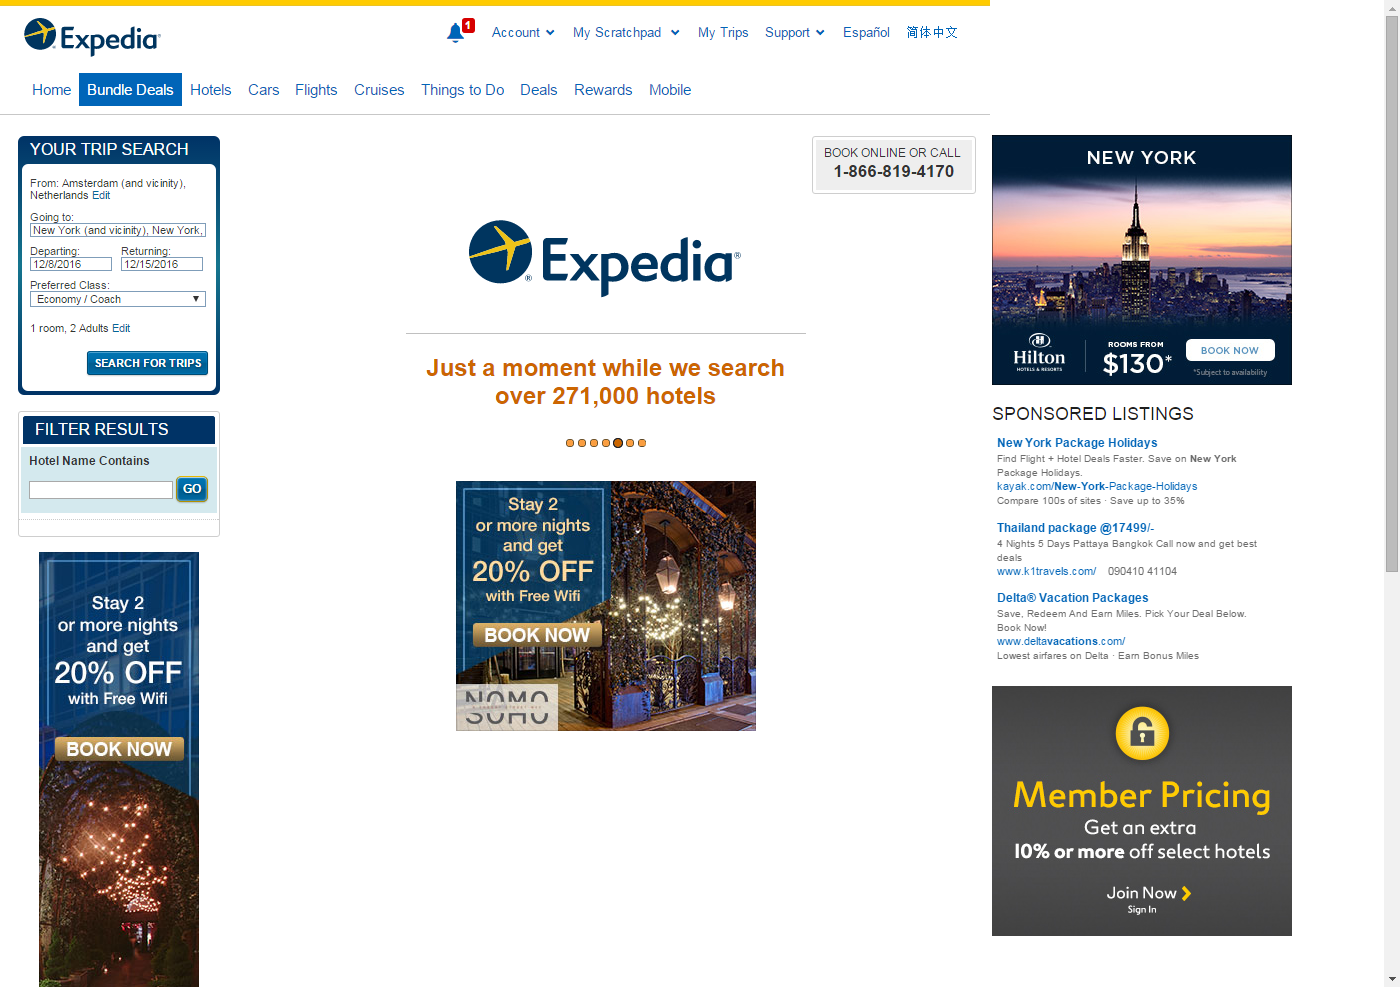 Expedia
1
Account
My Scratchpad
My Trips
Support
Español
简体中文
Home
Bundle Deals
Hotels
Cars
Flights
Cruises
Things to Do
Deals
Rewards
Mobile
YOUR TRIP SEARCH
From: Amsterdam (and vicinity),
Netherlands Edit
Going to:
New York (and vicinity), New York,
Departing:
Returning:
12/8/2016
12/15/2016
Preferred Class:
Economy / Coach
1 room, 2 Adults Edit
SEARCH FOR TRIPS
FILTER RESULTS
Hotel Name Contains
GO
Stay 2
or more nights
and get
20% OFF
with Free Wifi
BOOK NOW
BOOK ONLINE OR CALL
1-866-819-4170
Expedia®
Just a moment while we search
over 271,000 hotels
Stay 2
or more nights
and get
20% OFF
with Free Wifi
BOOK NOW
NOMO
SOHO
NEW YORK
Hilton
HOTELS & RESORTS
ROOMS FROM
$130*
BOOK NOW
*Subject to availability
SPONSORED LISTINGS
New York Package Holidays
Find Flight + Hotel Deals Faster. Save on New York
Package Holidays.
kayak.com/New-York-Package-Holidays
Compare 100s of sites · Save up to 35%
Thailand package @17499/-
4 Nights 5 Days Pattaya Bangkok Call now and get best
deals
www.k1travels.com/ 090410 41104
Delta® Vacation Packages
Save, Redeem And Earn Miles. Pick Your Deal Below.
Book Now!
www.deltavacations.com/
Lowest airfares on Delta · Earn Bonus Miles
Member Pricing
Get an extra
10% or more off select hotels
Join Now
Sign In